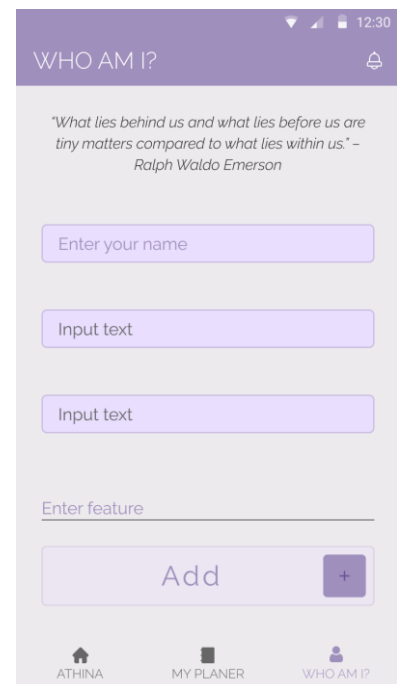 12:30
WHO AM I?
"What lies behind us and what lies before us are
tiny matters compared to what lies within us." –
Ralph Waldo Emerson
Enter your name
Input text
Input text
Enter feature
Add +
ATHINA MY PLANER WHO AM I?